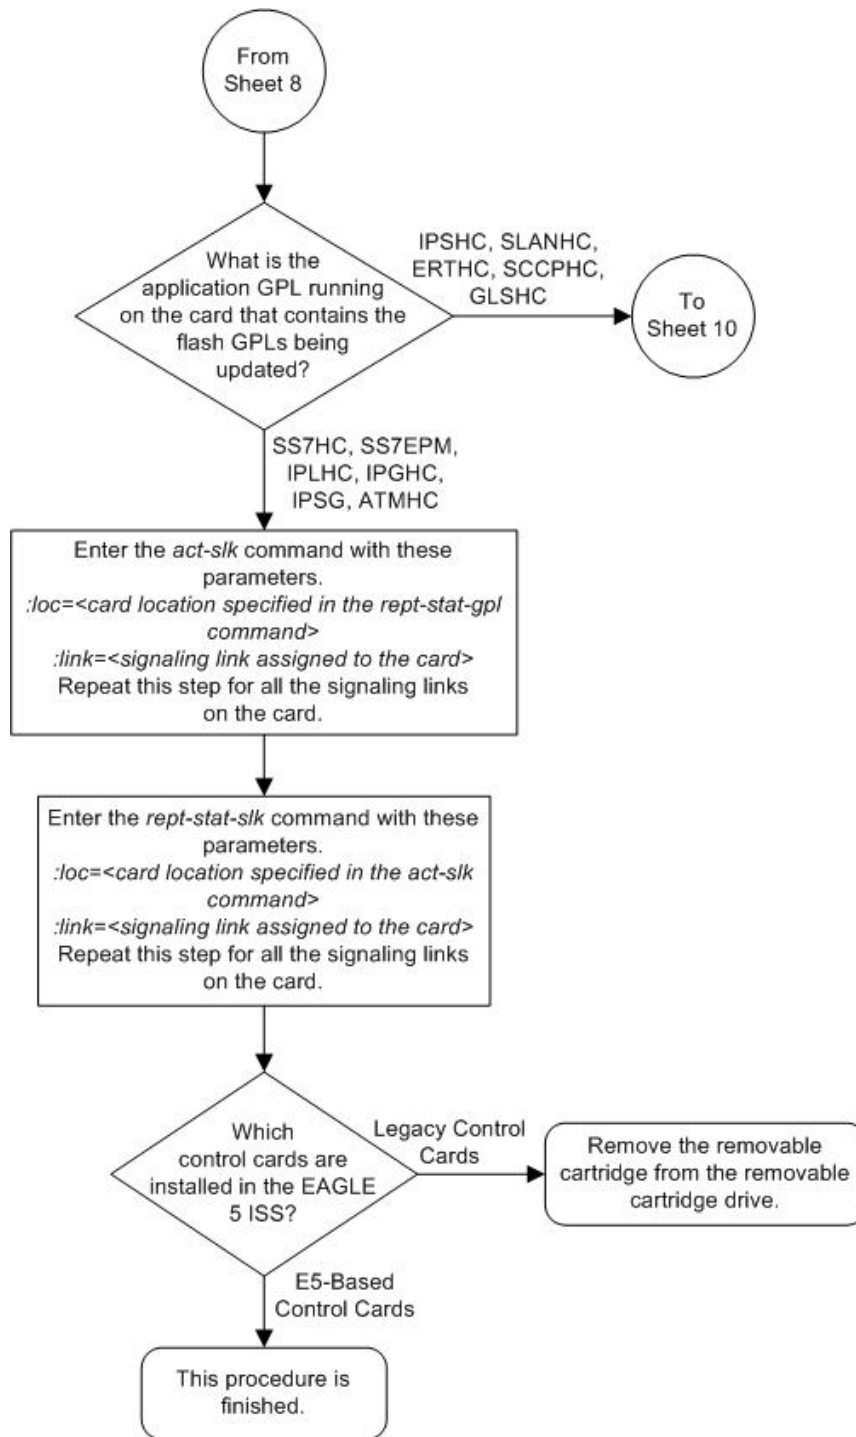 From
Sheet 8
What is the
application GPL running
on the card that contains the
flash GPLs being
updated?
IPSHC, SLANHC,
ERTHC, SCCPHC,
GLSHC
To
Sheet 10
SS7HC, SS7EPM,
IPLHC, IPGHC,
IPSG, ATMHC
Enter the act-slk command with these
parameters.
:loc=<card location specified in the rept-stat-gpl
command>
:link=<signaling link assigned to the card>
Repeat this step for all the signaling links
on the card.
Enter the rept-stat-slk command with these
parameters.
:loc=<card location specified in the act-slk
command>
:link=<signaling link assigned to the card>
Repeat this step for all the signaling links
on the card.
Which
control cards are
installed in the EAGLE
5 ISS?
Legacy Control
Cards
Remove the removable
cartridge from the removable
cartridge drive.
E5-Based
Control Cards
This procedure is
finished.